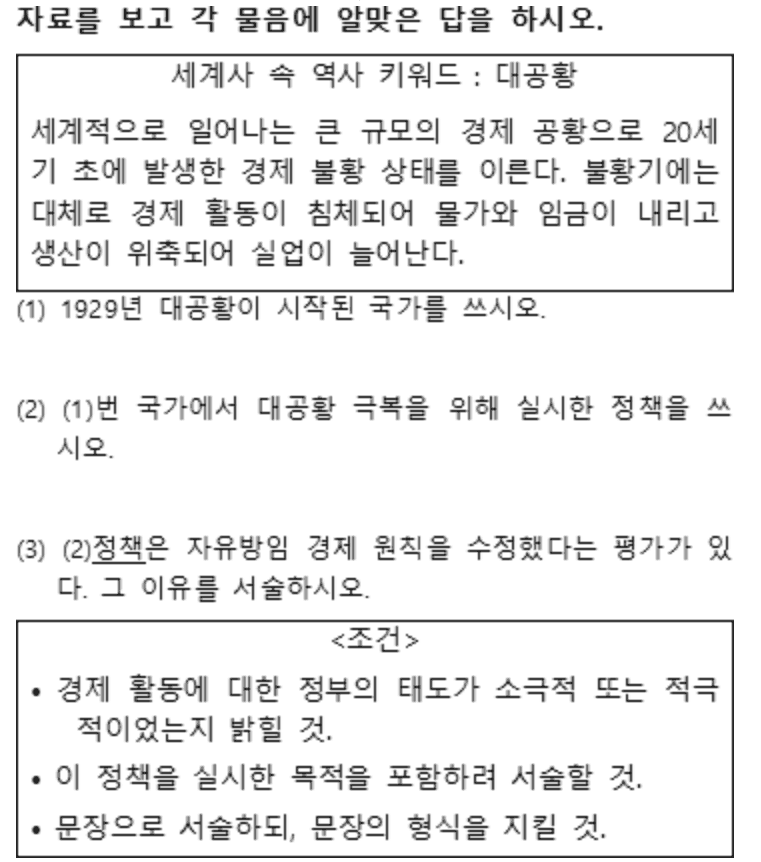 자료를 보고 각 물음에 알맞은 답을 하시오.
세계사 속 역사 키워드 : 대공황
세계적으로 일어나는 큰 규모의 경제 공황으로 20세
기 초에 발생한 경제 불황 상태를 이른다. 불황기에는
대체로 경제 활동이 침체되어 물가와 임금이 내리고
생산이 위축되어 실업이 늘어난다.
(1) 1929년 대공황이 시작된 국가를 쓰시오.
(2) (1)번 국가에서 대공황 극복을 위해 실시한 정책을 쓰
시오.
(3) (2)정책은 자유방임 경제 원칙을 수정했다는 평가가 있
다. 그 이유를 서술하시오.
<조건>
• 경제 활동에 대한 정부의 태도가 소극적 또는 적극
적이었는지 밝힐 것.
• 이 정책을 실시한 목적을 포함하려 서술할 것.
• 문장으로 서술하되, 문장의 형식을 지킬 것.